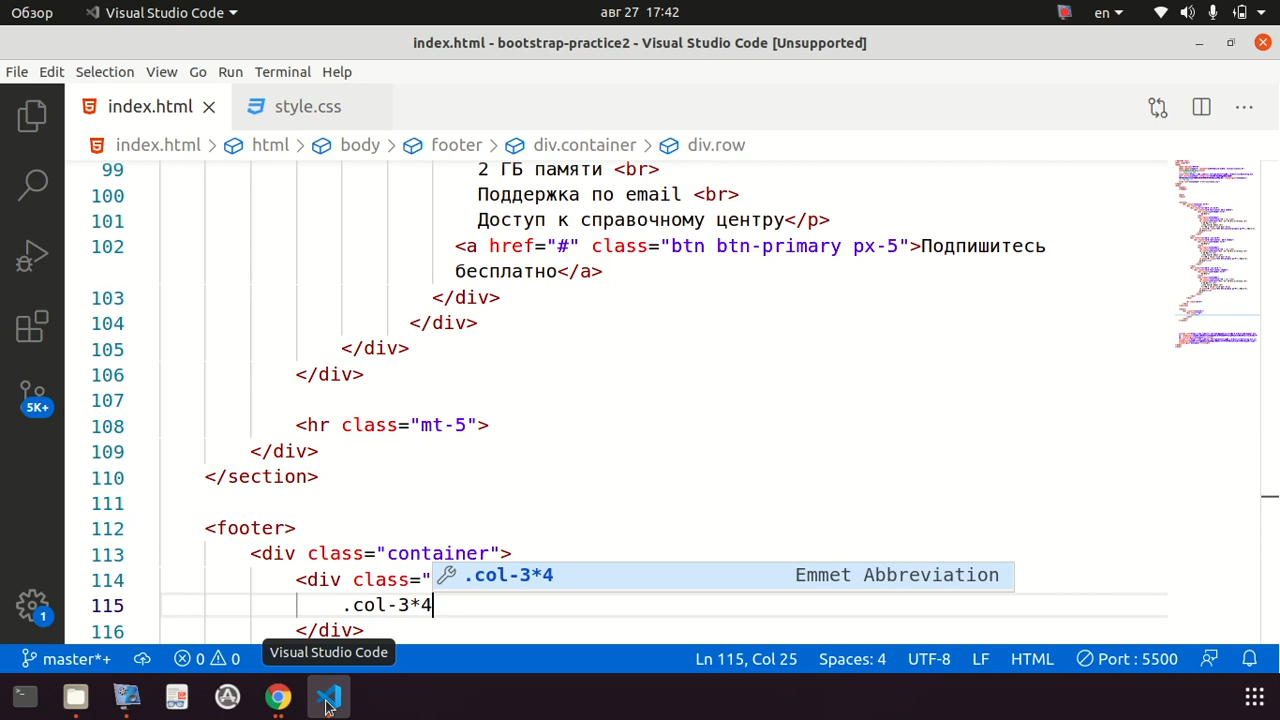 Обзор Visual Studio Code авг 27 17:42 en
index.html - bootstrap-practice2 - Visual Studio Code [Unsupported]
File Edit Selection View Go Run Terminal Help
index.html style.css
index.html > html > body > footer > div.container > div.row
99 2 ГБ памяти <br>
100 Поддержка по email <br>
101 Доступ к справочному центру</p>
102 <a href="#" class="btn btn-primary px-5">Подпишитесь
бесплатно</a>
103 </div>
104 </div>
105 </div>
106 </div>
107
108 <hr class="mt-5">
109 </div>
110 </section>
111
112 <footer>
113 <div class="container">
114 <div class="
.col-3*4 Emmet Abbreviation
115 .col-3*4
116 </div>
5K+
1
Visual Studio Code
master*+ 0 0 Ln 115, Col 25 Spaces: 4 UTF-8 LF HTML Port : 5500